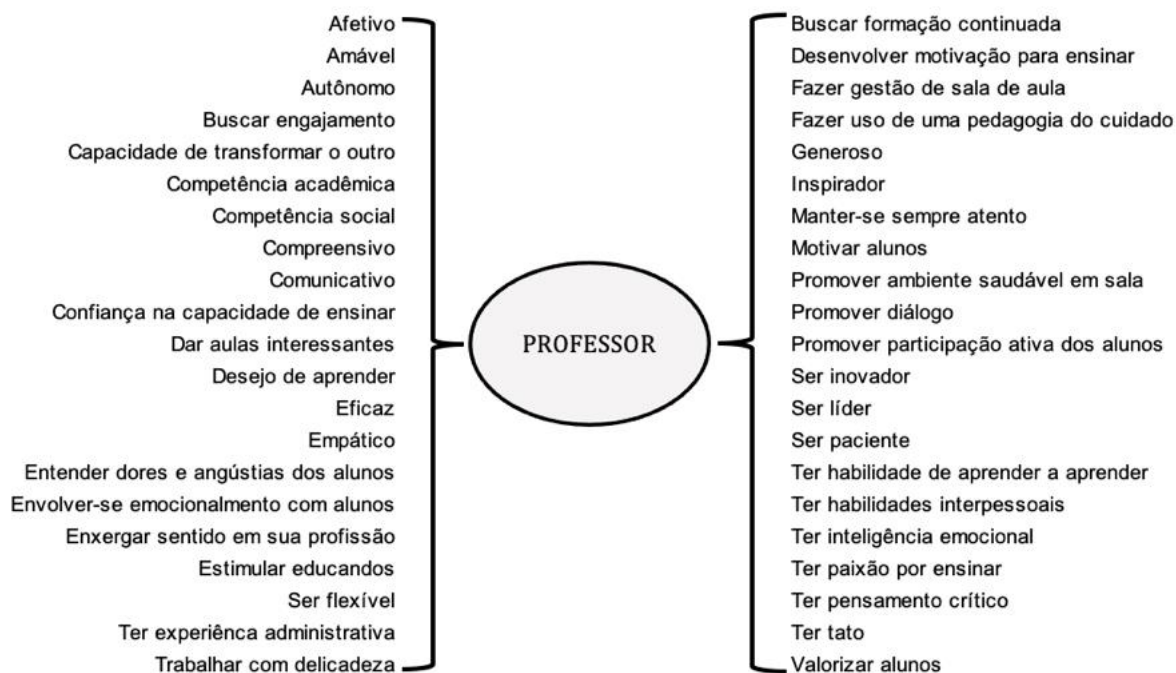 Afetivo
Amável
Autônomo
Buscar engajamento
Capacidade de transformar o outro
Competência acadêmica
Competência social
Compreensivo
Comunicativo
Confiança na capacidade de ensinar
Dar aulas interessantes
Desejo de aprender
Eficaz
Empático
Entender dores e angústias dos alunos
Envolver-se emocionalmento com alunos
Enxergar sentido em sua profissão
Estimular educandos
Ser flexível
Ter experiênca administrativa
Trabalhar com delicadeza
PROFESSOR
Buscar formação continuada
Desenvolver motivação para ensinar
Fazer gestão de sala de aula
Fazer uso de uma pedagogia do cuidado
Generoso
Inspirador
Manter-se sempre atento
Motivar alunos
Promover ambiente saudável em sala
Promover diálogo
Promover participação ativa dos alunos
Ser inovador
Ser líder
Ser paciente
Ter habilidade de aprender a aprender
Ter habilidades interpessoais
Ter inteligência emocional
Ter paixão por ensinar
Ter pensamento crítico
Ter tato
Valorizar alunos